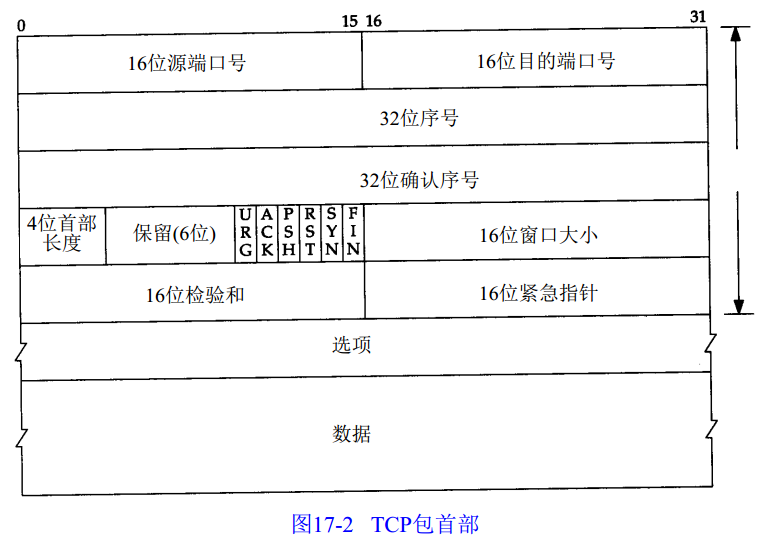 0 15 16 31
16位源端口号 16位目的端口号
32位序号
32位确认序号
4位首部长度 保留(6位) URG ACK PSH RST SYN FIN 16位窗口大小
16位检验和 16位紧急指针
选项
数据
图17-2 TCP包首部